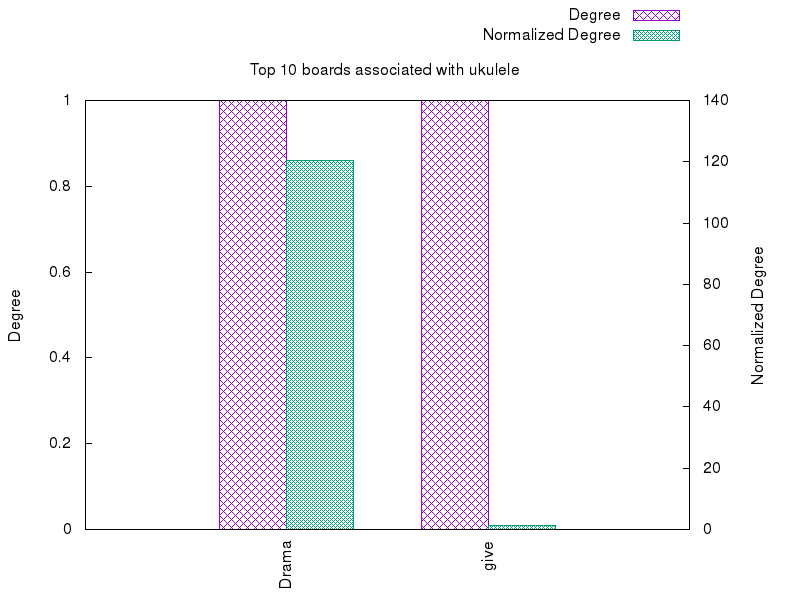 Degree
Normalized Degree
Top 10 boards associated with ukulele
1
0.8
0.6
0.4
0.2
0
140
120
100
80
60
40
20
0
Degree
Normalized Degree
Drama
give